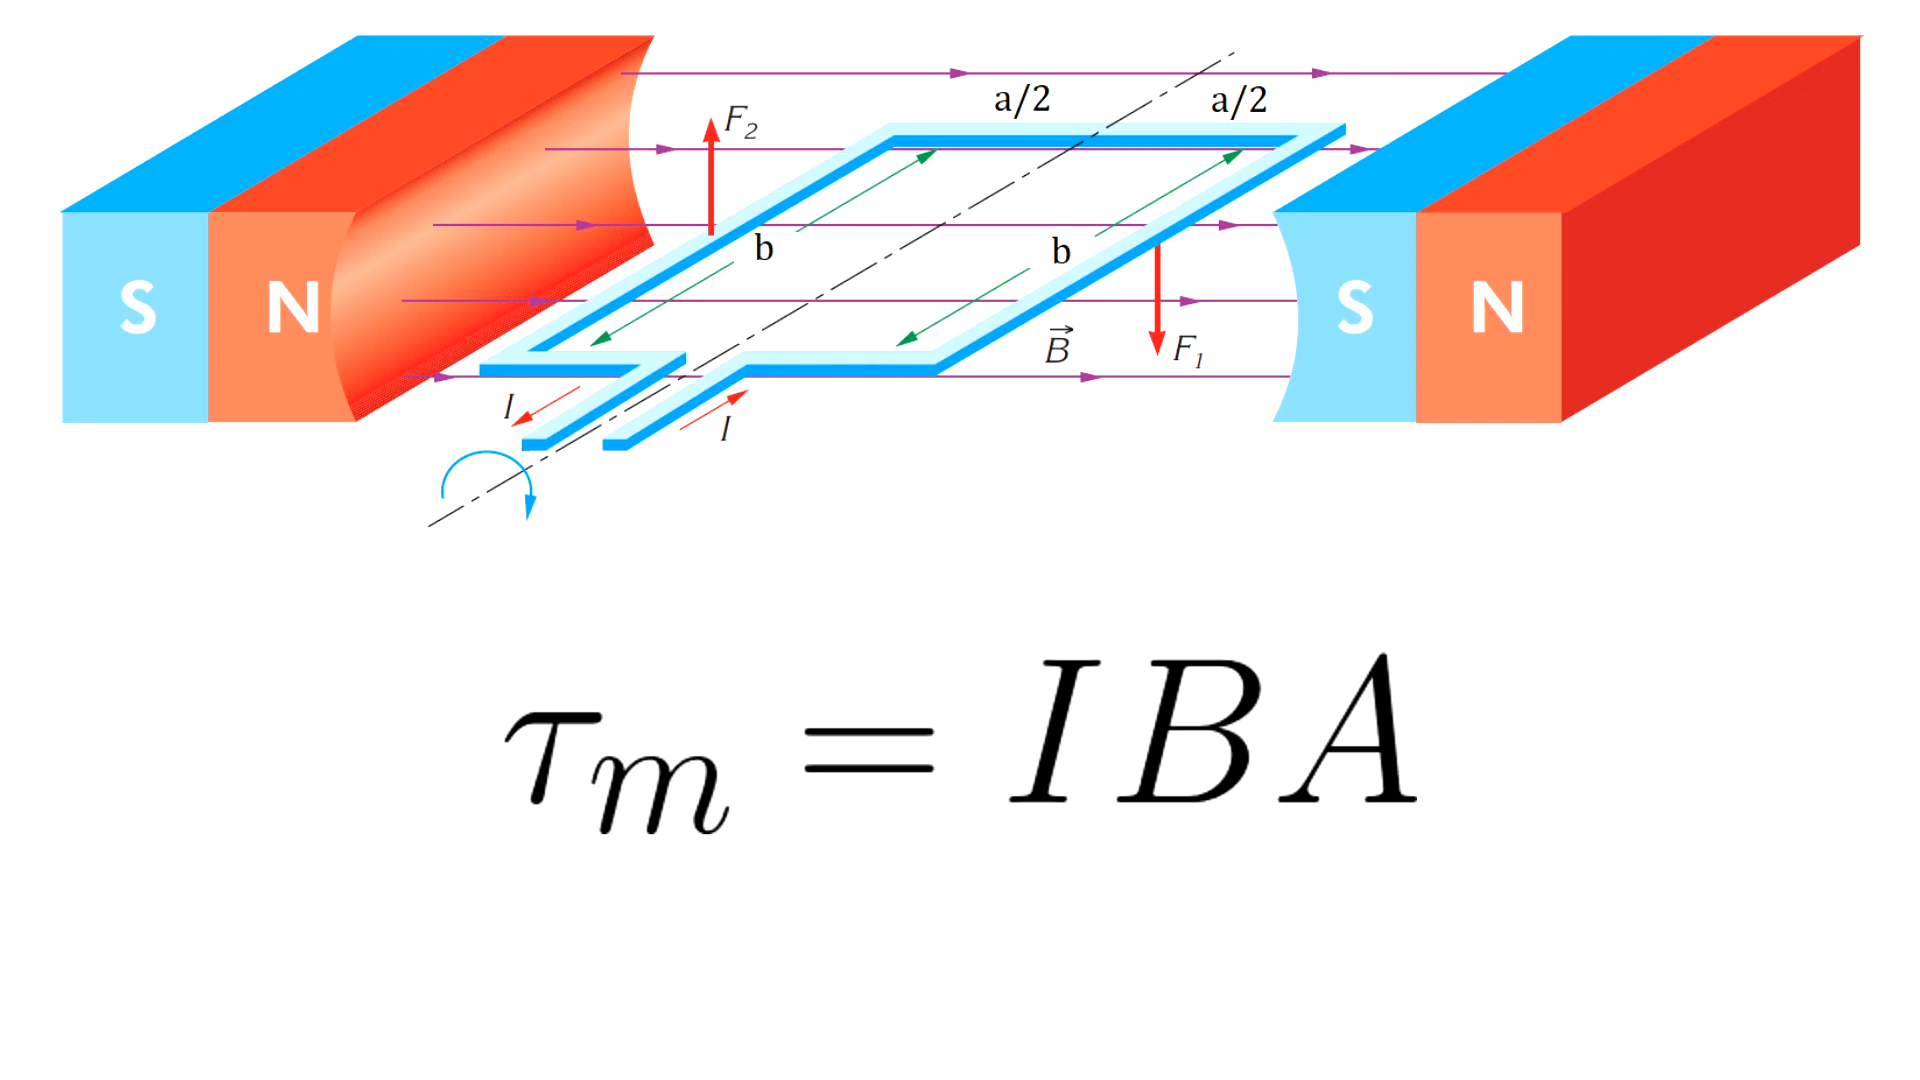 a/2 a/2
F₂
b b
S N S N
B⃗
F₁
I
I
τₘ = IBA